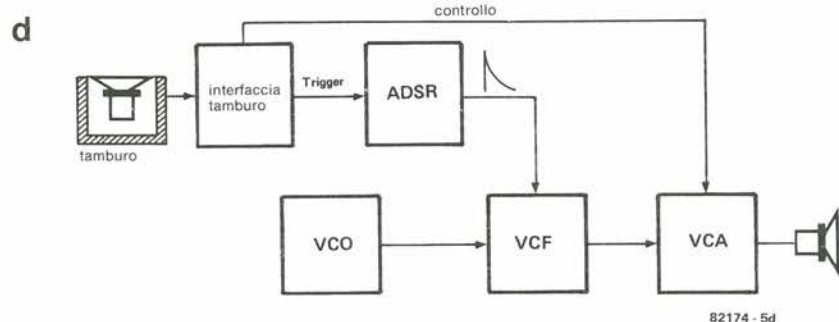 d
controllo
interfaccia
tamburo
Trigger
ADSR
tamburo
VCO
VCF
VCA
82174 - 5d